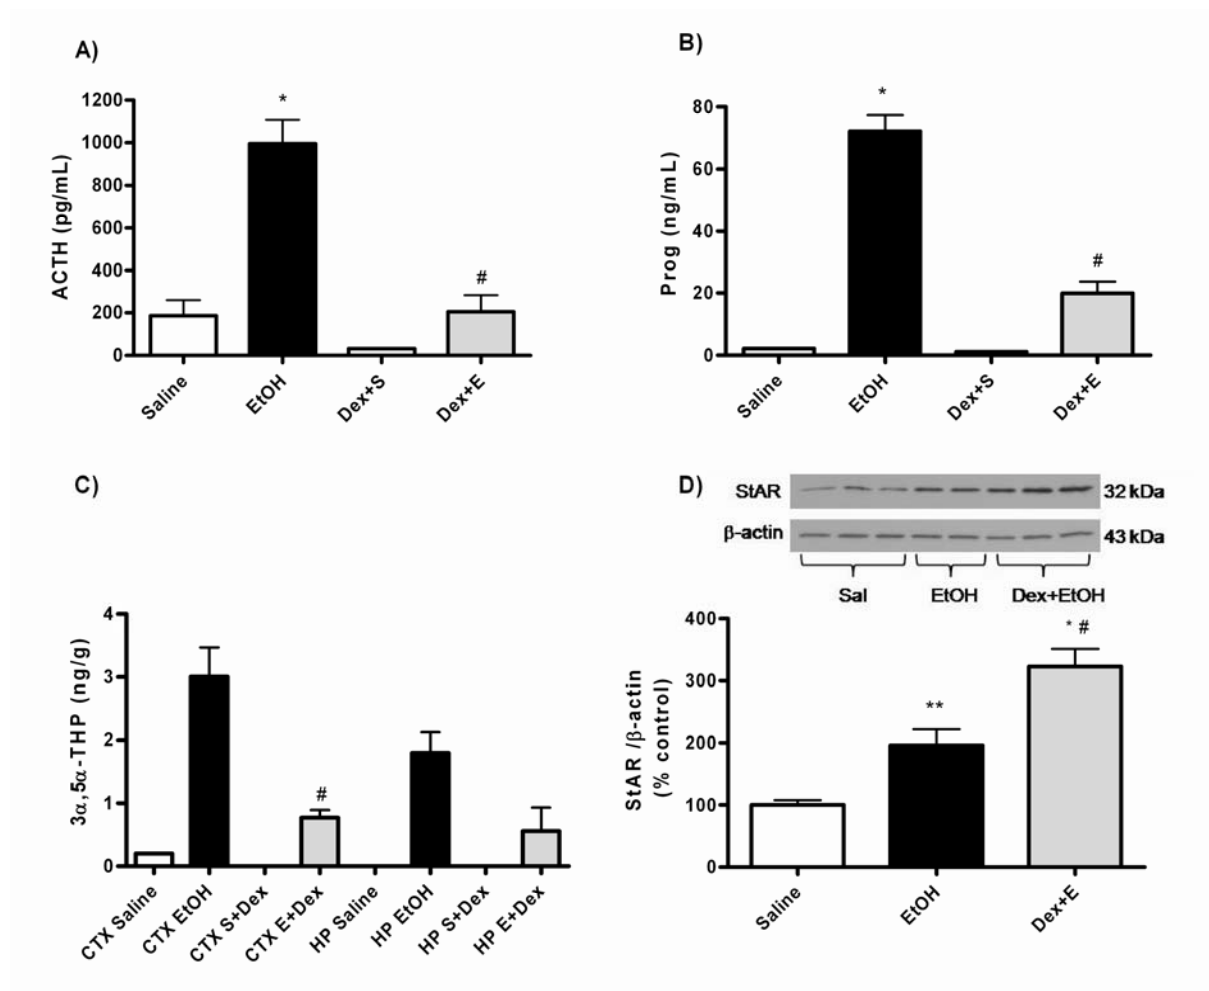 A)
ACTH (pg/mL)
1200
1000
800
600
400
200
0
*
#
Saline
EtOH
Dex+S
Dex+E
B)
Prog (ng/mL)
80
60
40
20
0
*
#
Saline
EtOH
Dex+S
Dex+E
C)
3α,5α-THP (ng/g)
4
3
2
1
0
#
CTX Saline
CTX EtOH
CTX S+Dex
CTX E+Dex
HP Saline
HP EtOH
HP S+Dex
HP E+Dex
D)
StAR
32 kDa
β-actin
43 kDa
Sal
EtOH
Dex+EtOH
StAR /β-actin
(% control)
400
300
200
100
0
**
* #
Saline
EtOH
Dex+E